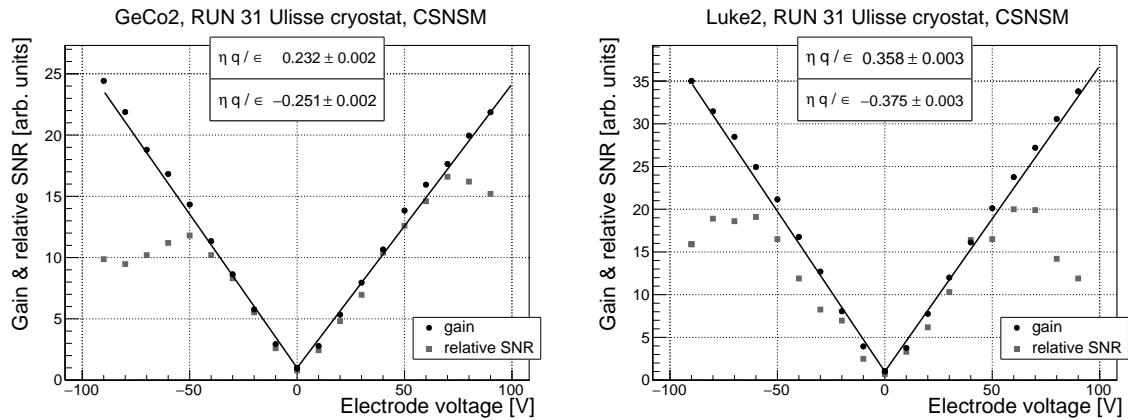 GeCo2, RUN 31 Ulisse cryostat, CSNSM
Gain & relative SNR [arb. units]
25
20
15
10
5
0
η q / ϵ 0.232 ± 0.002
η q / ϵ −0.251 ± 0.002
gain
relative SNR
−100 −50 0 50 100
Electrode voltage [V]
Luke2, RUN 31 Ulisse cryostat, CSNSM
Gain & relative SNR [arb. units]
35
30
25
20
15
10
5
0
η q / ϵ 0.358 ± 0.003
η q / ϵ −0.375 ± 0.003
gain
relative SNR
−100 −50 0 50 100
Electrode voltage [V]